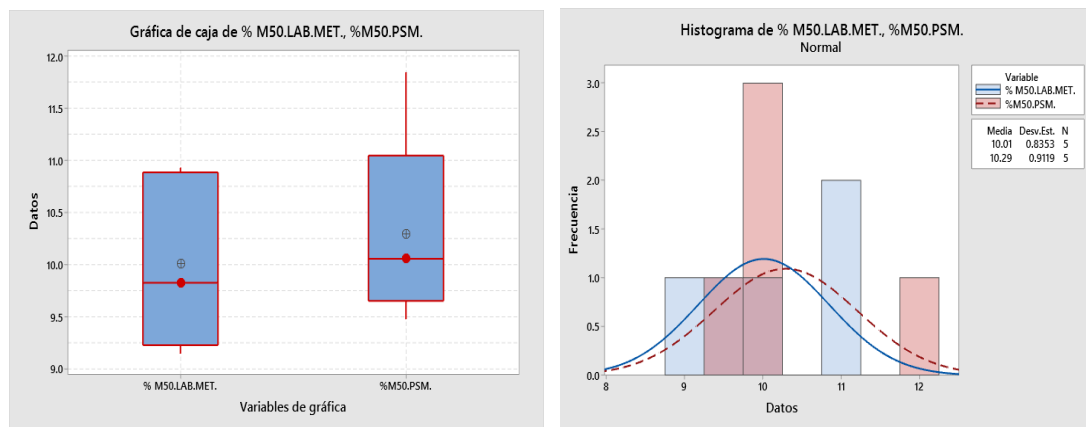 Gráfica de caja de % M50.LAB.MET., %M50.PSM.
12.0
11.5
11.0
10.5
10.0
9.5
9.0
Datos
% M50.LAB.MET.
%M50.PSM.
Variables de gráfica
Histograma de % M50.LAB.MET., %M50.PSM.
Normal
3.0
2.5
2.0
1.5
1.0
0.5
0.0
Frecuencia
8 9 10 11 12
Datos
Variable
% M50.LAB.MET.
%M50.PSM.
Media Desv.Est. N
10.01 0.8353 5
10.29 0.9119 5